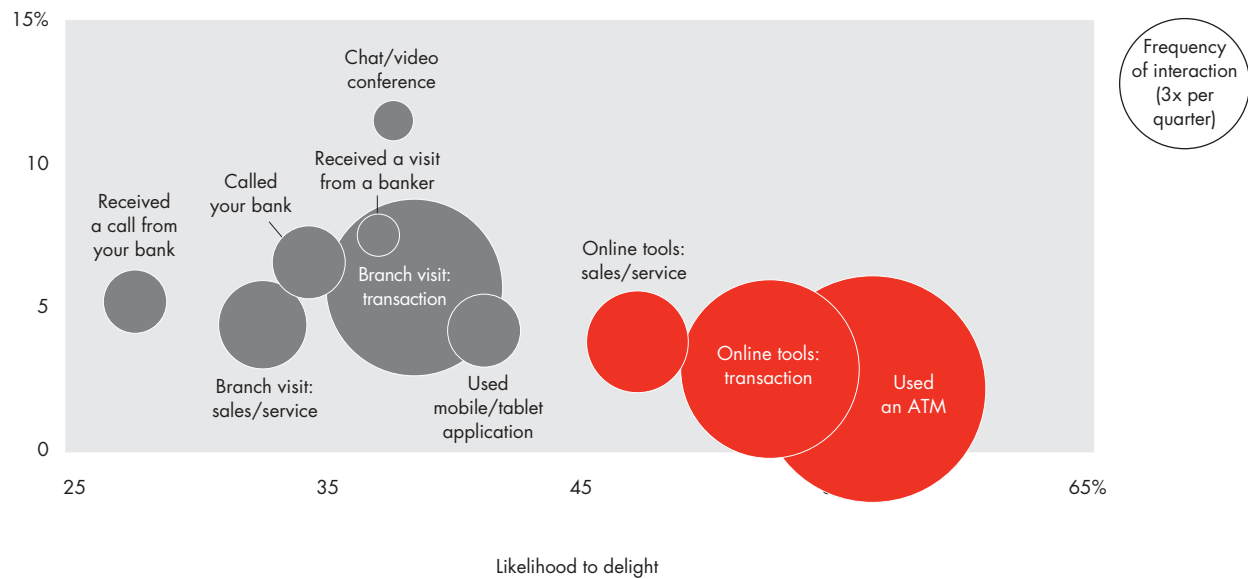 15%
10
5
0
Chat/video
conference
Received a visit
from a banker
Called
your bank
Received
a call from
your bank
Branch visit:
transaction
Branch visit:
sales/service
Used
mobile/tablet
application
Online tools:
sales/service
Online tools:
transaction
Used
an ATM
Frequency
of interaction
(3x per
quarter)
25
35
45
65%
Likelihood to delight